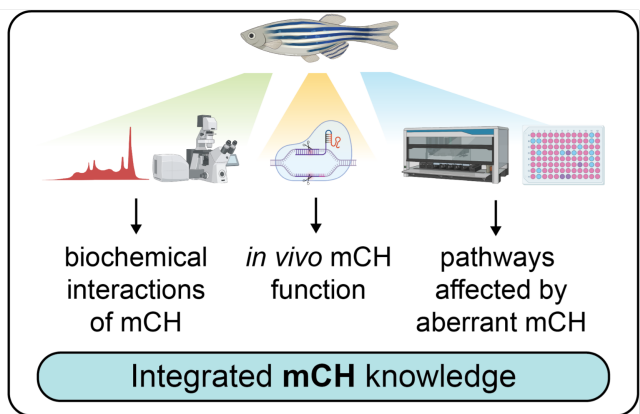 biochemical
interactions
of mCH
in vivo mCH
function
pathways
affected by
aberrant mCH
Integrated mCH knowledge